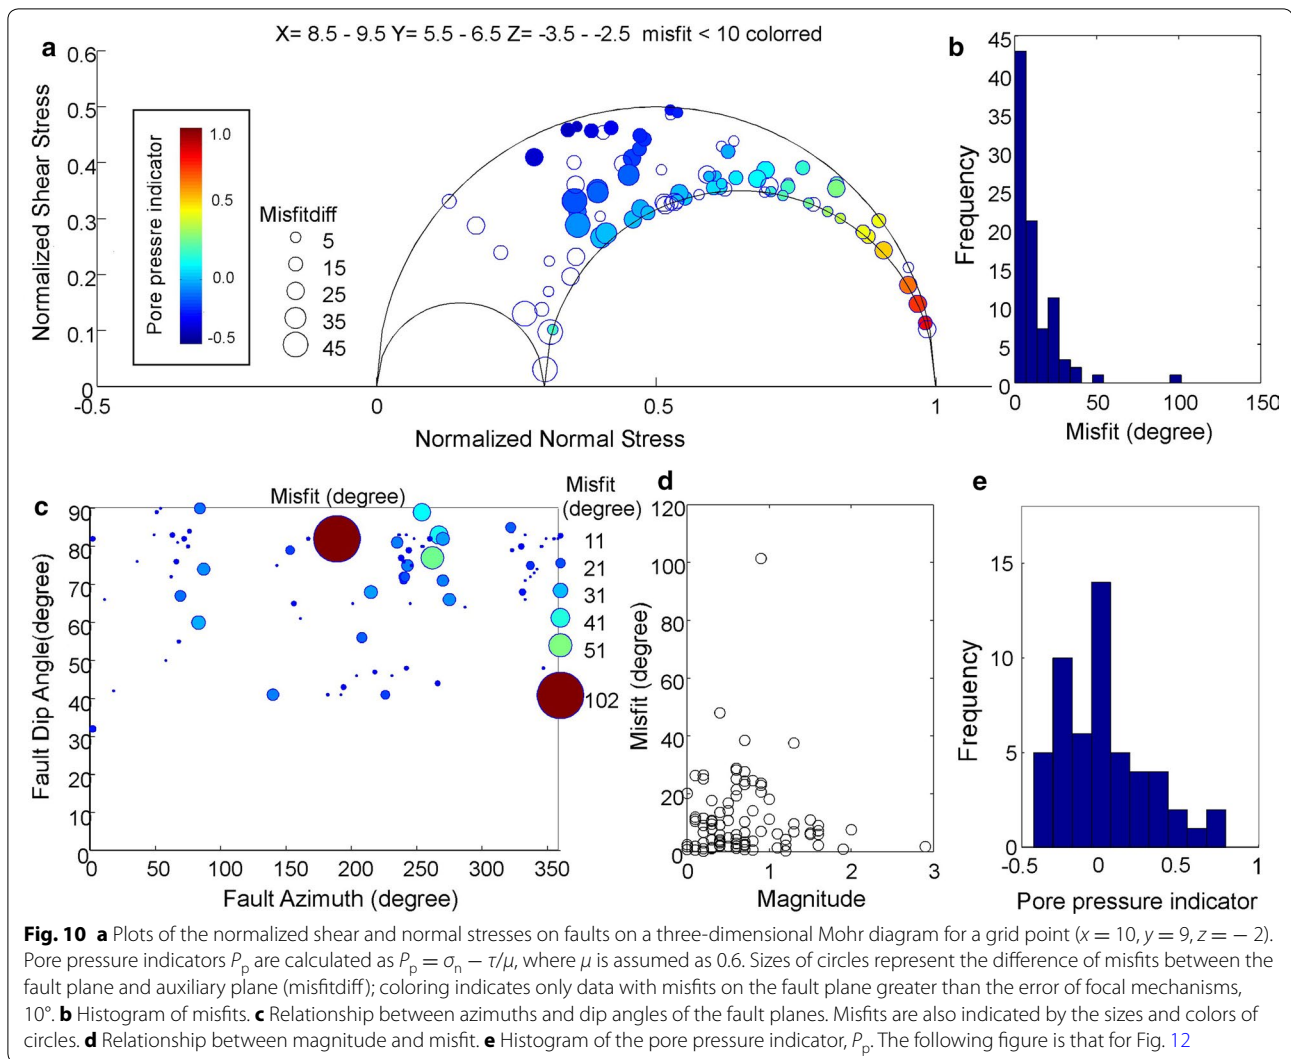 a
X= 8.5 - 9.5 Y= 5.5 - 6.5 Z= -3.5 - -2.5 misfit < 10 colorred
Normalized Shear Stress
0.6
0.5
0.4
0.3
0.2
0.1
0
-0.5
0
0.5
1
Normalized Normal Stress
Pore pressure indicator
1.0
0.5
0.0
-0.5
Misfitdiff
5
15
25
35
45
b
Frequency
45
40
35
30
25
20
15
10
5
0
0
50
100
150
Misfit (degree)
c
Misfit (degree)
Fault Dip Angle(degree)
90
80
70
60
50
40
30
20
10
0
0
50
100
150
200
250
300
350
Fault Azimuth (degree)
Misfit
(degree)
11
21
31
41
51
102
d
Misfit (degree)
120
100
80
60
40
20
0
0
1
2
3
Magnitude
e
Frequency
15
10
5
0
-0.5
0
0.5
1
Pore pressure indicator
Fig. 10 a Plots of the normalized shear and normal stresses on faults on a three-dimensional Mohr diagram for a grid point (x = 10, y = 9, z = − 2).
Pore pressure indicators Pp are calculated as Pp = σn − τ/μ, where μ is assumed as 0.6. Sizes of circles represent the difference of misfits between the
fault plane and auxiliary plane (misfitdiff); coloring indicates only data with misfits on the fault plane greater than the error of focal mechanisms,
10°. b Histogram of misfits. c Relationship between azimuths and dip angles of the fault planes. Misfits are also indicated by the sizes and colors of
circles. d Relationship between magnitude and misfit. e Histogram of the pore pressure indicator, Pp. The following figure is that for Fig. 12